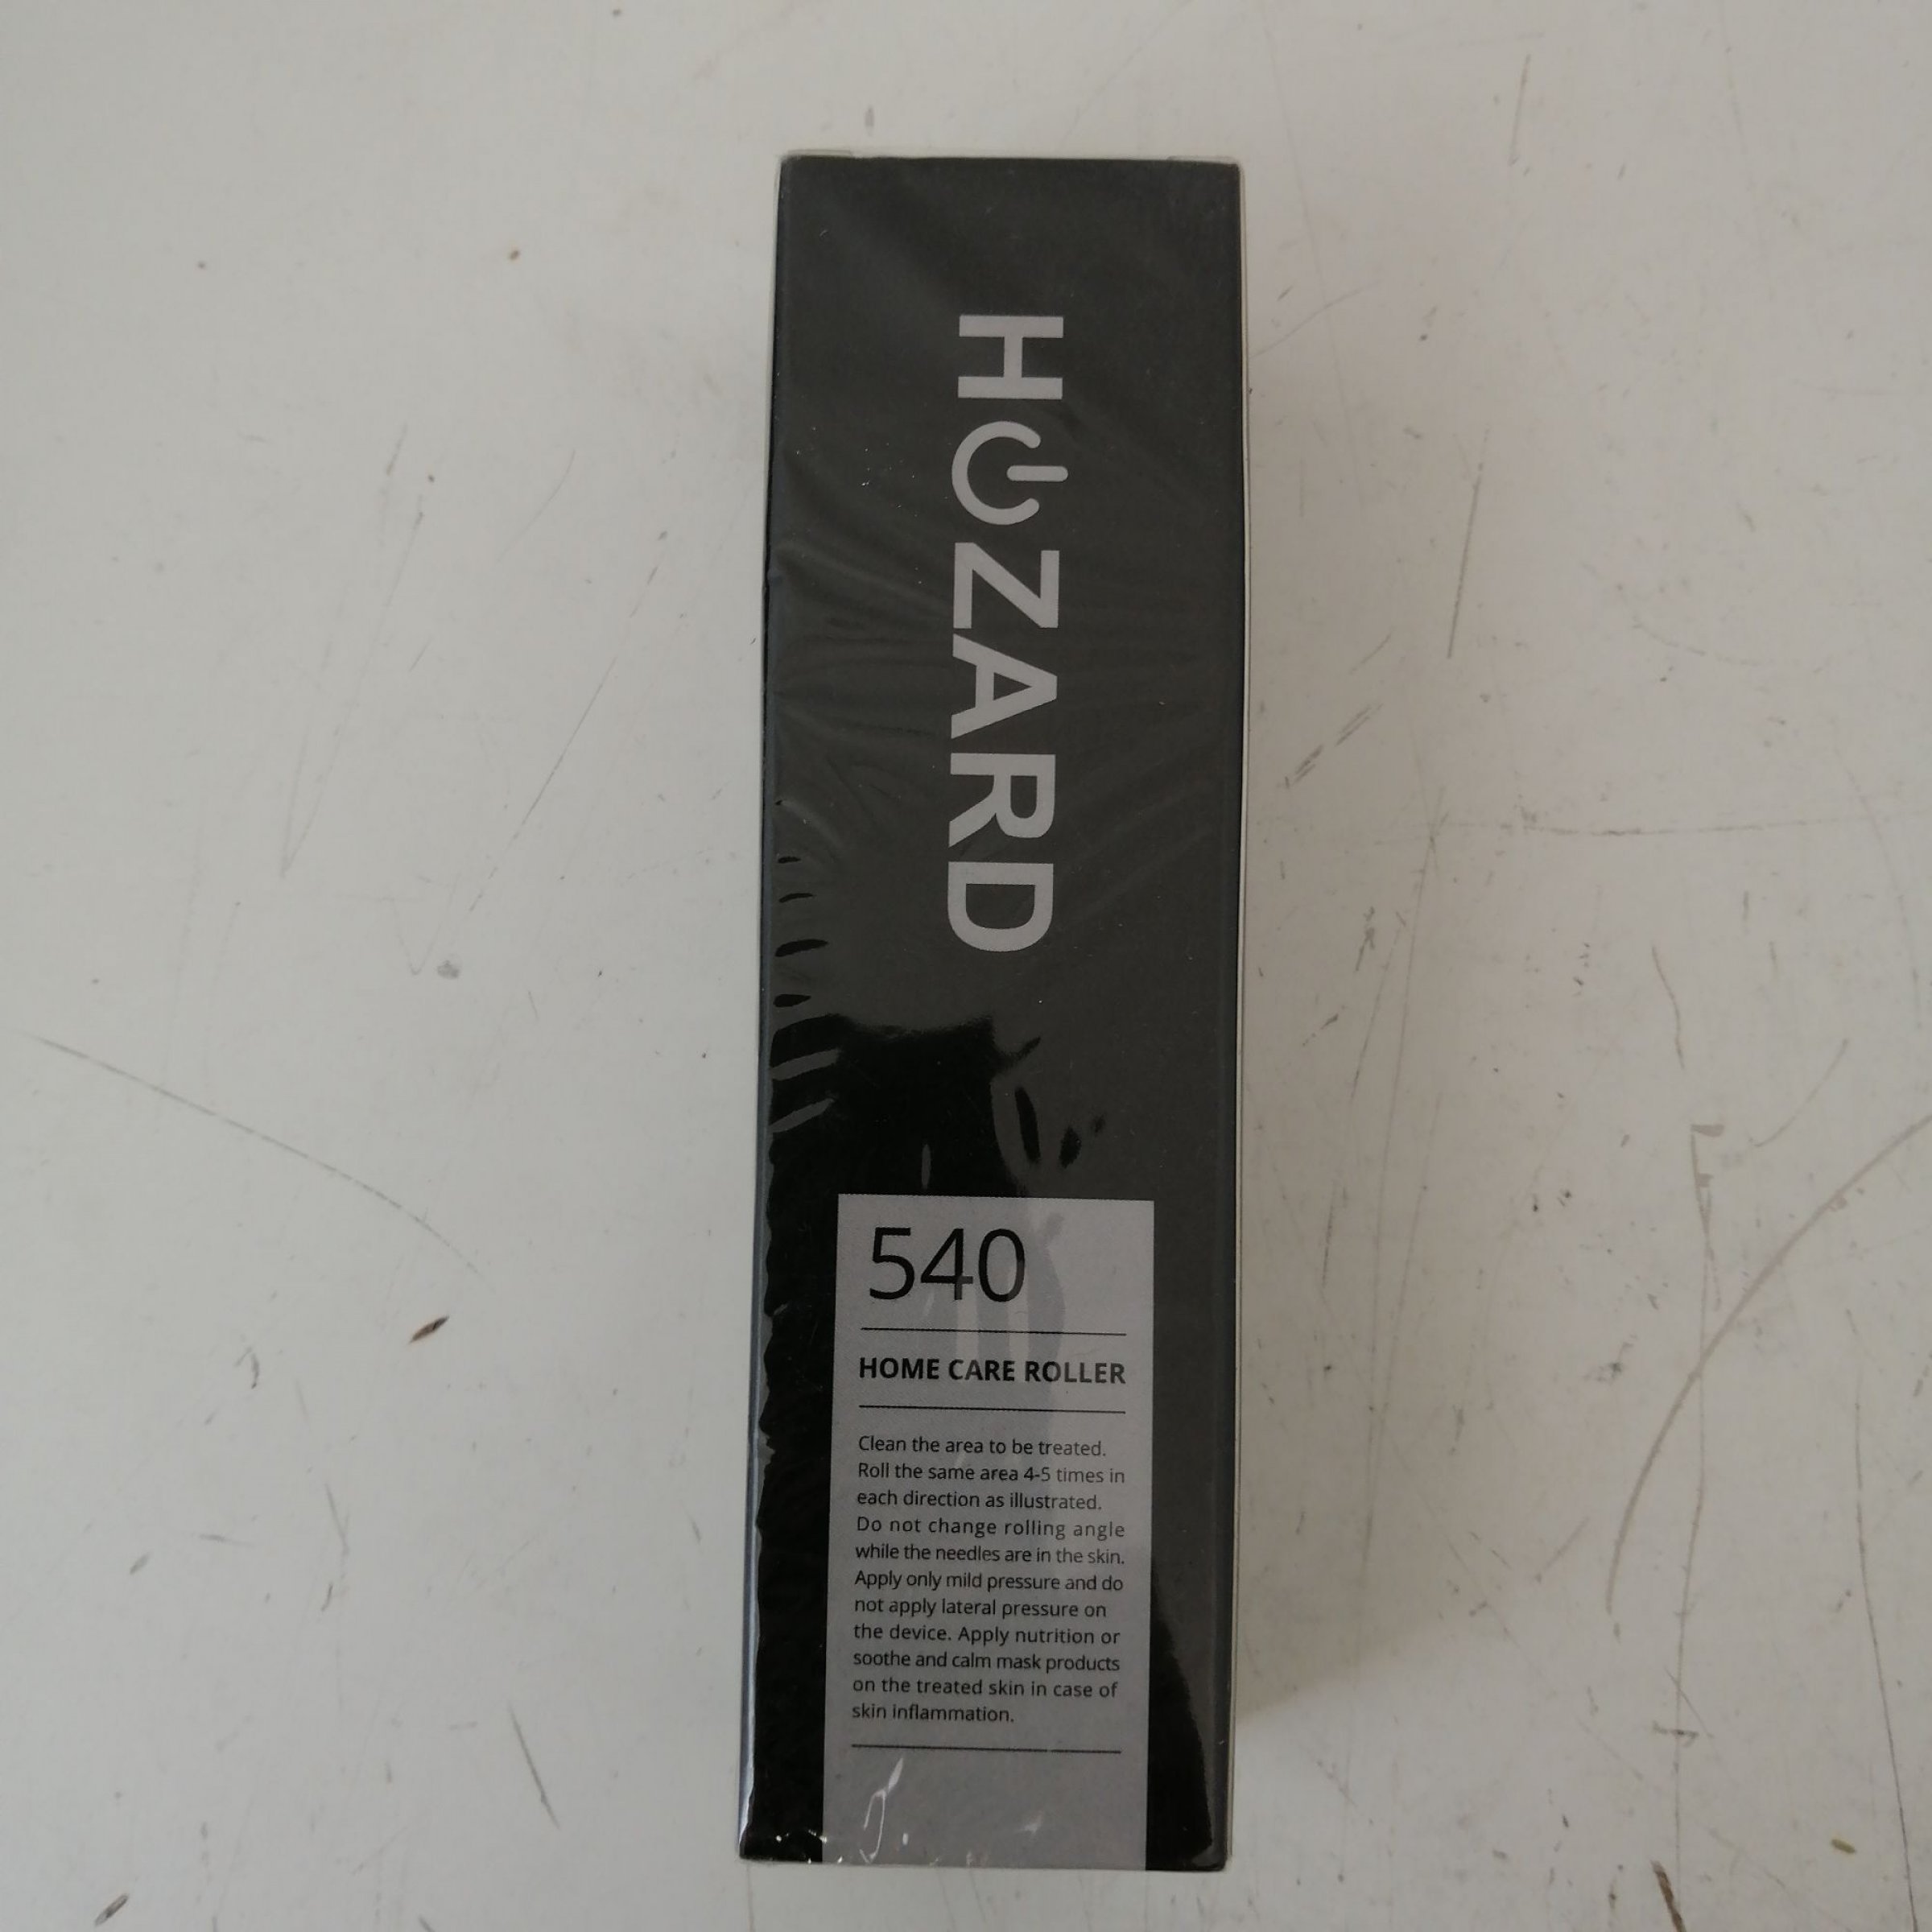 HOZARD
540
HOME CARE ROLLER
Clean the area to be treated.
Roll the same area 4-5 times in
each direction as illustrated.
Do not change rolling angle
while the needles are in the skin.
Apply only mild pressure and do
not apply lateral pressure on
the device. Apply nutrition or
soothe and calm mask products
on the treated skin in case of
skin inflammation.